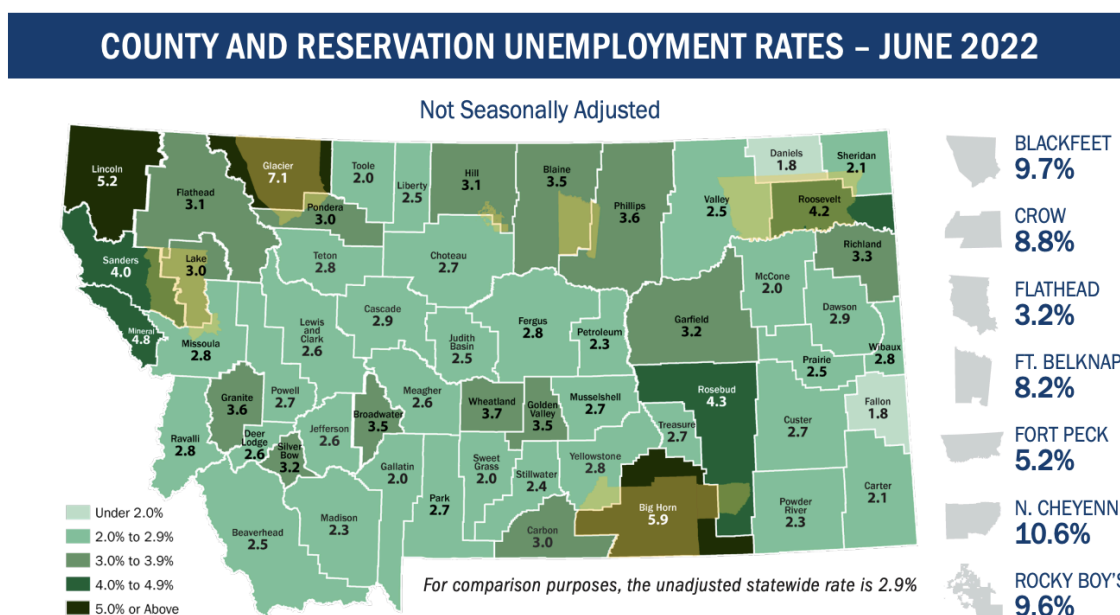 COUNTY AND RESERVATION UNEMPLOYMENT RATES – JUNE 2022
Not Seasonally Adjusted
Lincoln
5.2
Flathead
3.1
Glacier
7.1
Toole
2.0
Liberty
2.5
Hill
3.1
Blaine
3.5
Phillips
3.6
Valley
2.5
Daniels
1.8
Sheridan
2.1
Roosevelt
4.2
Pondera
3.0
Sanders
4.0
Lake
3.0
Teton
2.8
Choteau
2.7
Richland
3.3
McCone
2.0
Dawson
2.9
Mineral
4.8
Missoula
2.8
Lewis
and
Clark
2.6
Cascade
2.9
Judith
Basin
2.5
Fergus
2.8
Petroleum
2.3
Garfield
3.2
Prairie
2.5
Wibaux
2.8
Granite
3.6
Powell
2.7
Meagher
2.6
Broadwater
3.5
Wheatland
3.7
Golden
Valley
3.5
Musselshell
2.7
Rosebud
4.3
Treasure
2.7
Custer
2.7
Fallon
1.8
Ravalli
2.8
Deer
Lodge
2.6
Silver
Bow
3.2
Jefferson
2.6
Gallatin
2.0
Park
2.7
Sweet
Grass
2.0
Stillwater
2.4
Yellowstone
2.8
Big Horn
5.9
Carbon
3.0
Powder
River
2.3
Carter
2.1
Beaverhead
2.5
Madison
2.3
Under 2.0%
2.0% to 2.9%
3.0% to 3.9%
4.0% to 4.9%
5.0% or Above
For comparison purposes, the unadjusted statewide rate is 2.9%
BLACKFEET
9.7%
CROW
8.8%
FLATHEAD
3.2%
FT. BELKNAP
8.2%
FORT PECK
5.2%
N. CHEYENN
10.6%
ROCKY BOY'S
9.6%